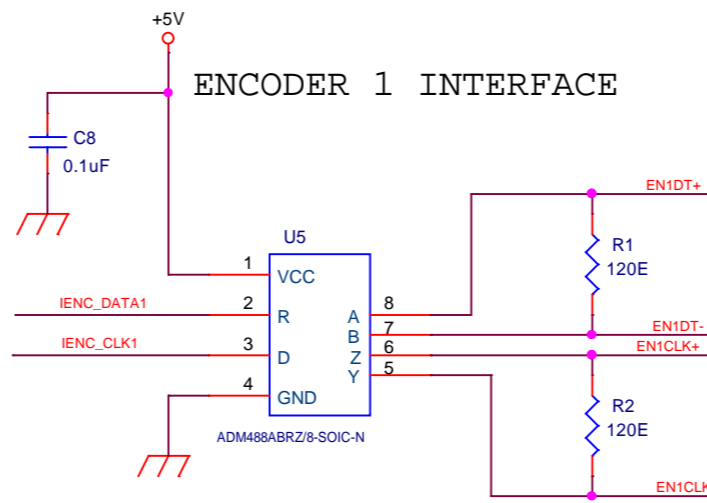 +5V
ENCODER 1 INTERFACE
C8
0.1uF
EN1DT+
U5
R1
120E
1
VCC
IENC_DATA1
2
R
A
8
B
7
EN1DT-
IENC_CLK1
3
D
Z
6
EN1CLK+
Y
5
4
GND
R2
120E
ADM488ABRZ/8-SOIC-N
EN1CLK